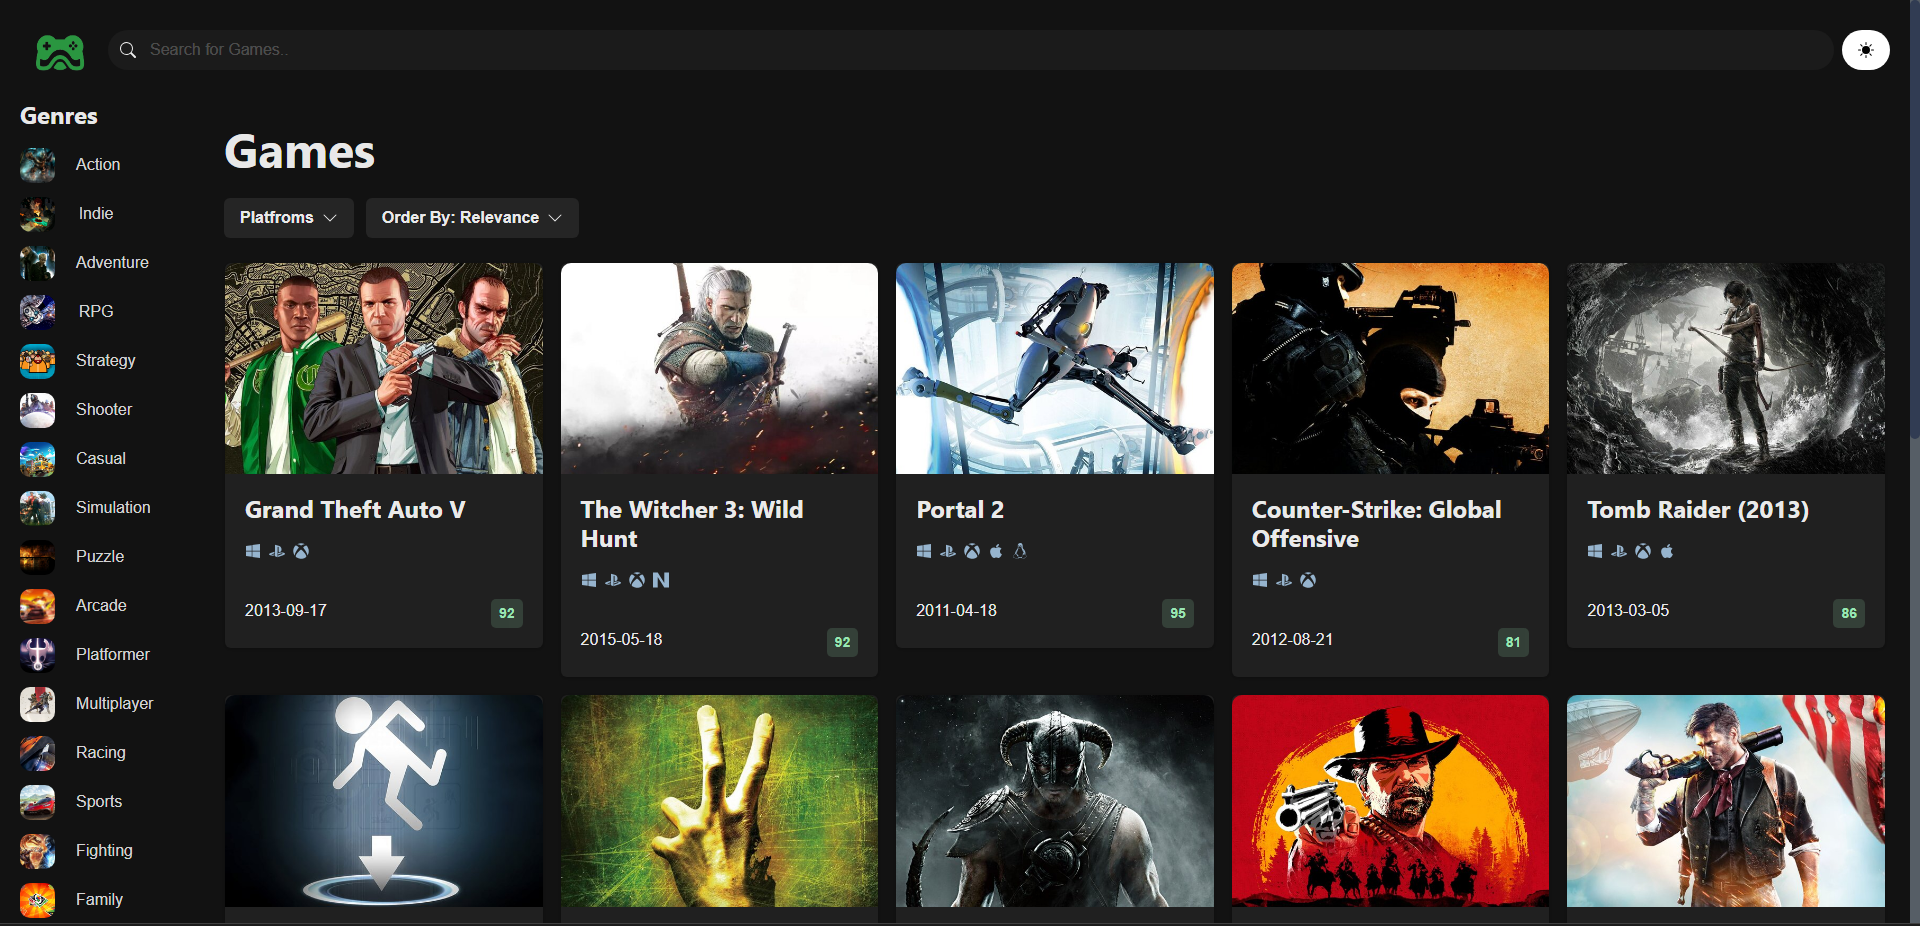 Search for Games..
Genres
Action
Indie
Adventure
RPG
Strategy
Shooter
Casual
Simulation
Puzzle
Arcade
Platformer
Multiplayer
Racing
Sports
Fighting
Family
Games
Platfroms
Order By: Relevance
Grand Theft Auto V
2013-09-17
92
The Witcher 3: Wild
Hunt
2015-05-18
92
Portal 2
2011-04-18
95
Counter-Strike: Global
Offensive
2012-08-21
81
Tomb Raider (2013)
2013-03-05
86